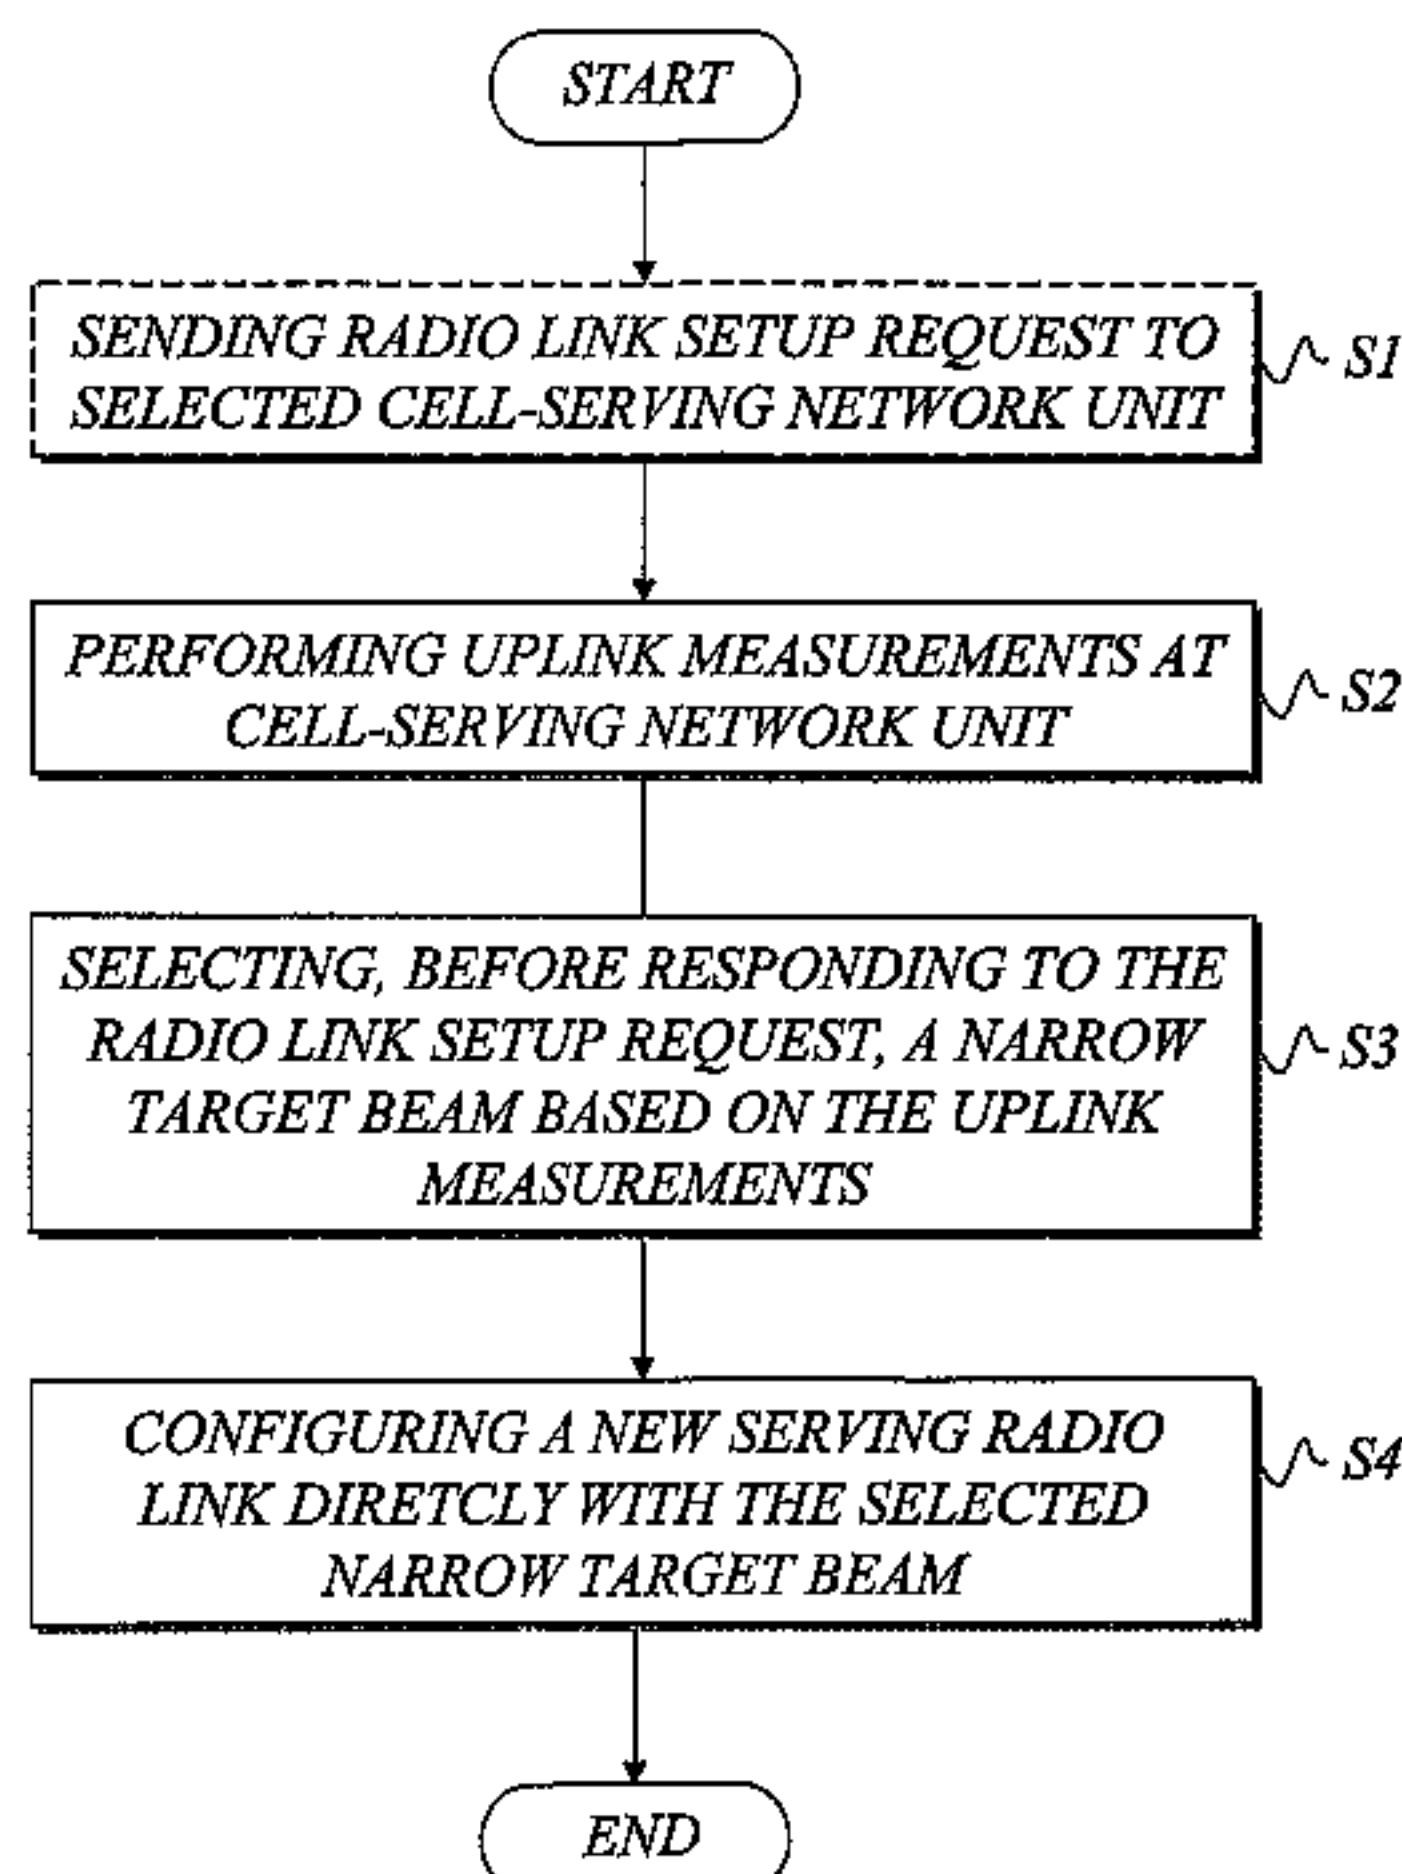 START
SENDING RADIO LINK SETUP REQUEST TO
SELECTED CELL-SERVING NETWORK UNIT
S1
PERFORMING UPLINK MEASUREMENTS AT
CELL-SERVING NETWORK UNIT
S2
SELECTING, BEFORE RESPONDING TO THE
RADIO LINK SETUP REQUEST, A NARROW
TARGET BEAM BASED ON THE UPLINK
MEASUREMENTS
S3
CONFIGURING A NEW SERVING RADIO
LINK DIRETCLY WITH THE SELECTED
NARROW TARGET BEAM
S4
END